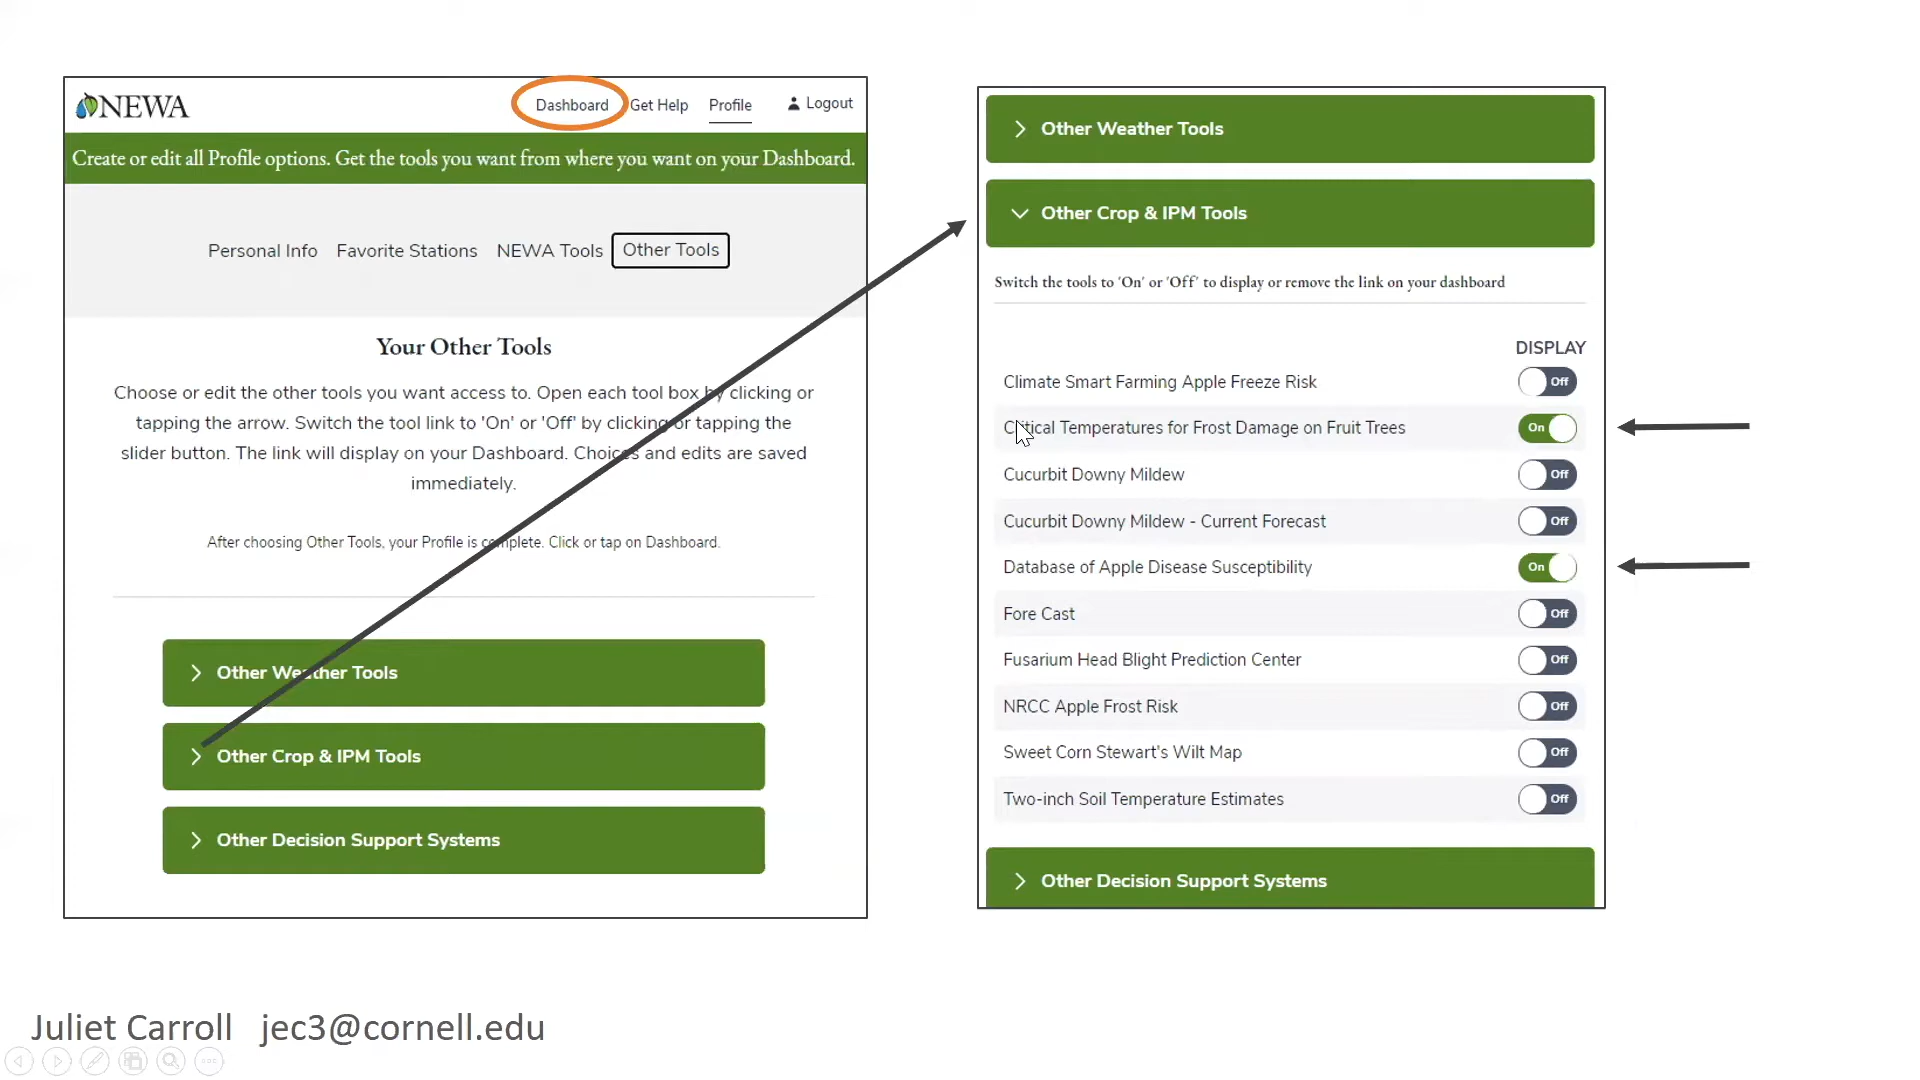 NEWA
Dashboard Get Help Profile Logout
Create or edit all Profile options. Get the tools you want from where you want on your Dashboard.
Personal Info Favorite Stations NEWA Tools Other Tools
Your Other Tools
Choose or edit the other tools you want access to. Open each tool box by clicking or
tapping the arrow. Switch the tool link to 'On' or 'Off' by clicking or tapping the
slider button. The link will display on your Dashboard. Choices and edits are saved
immediately.
After choosing Other Tools, your Profile is complete. Click or tap on Dashboard.
Other Weather Tools
Other Crop & IPM Tools
Other Decision Support Systems
Other Weather Tools
Other Crop & IPM Tools
Switch the tools to 'On' or 'Off' to display or remove the link on your dashboard
DISPLAY
Climate Smart Farming Apple Freeze Risk Off
Critical Temperatures for Frost Damage on Fruit Trees On
Cucurbit Downy Mildew Off
Cucurbit Downy Mildew - Current Forecast Off
Database of Apple Disease Susceptibility On
Fore Cast Off
Fusarium Head Blight Prediction Center Off
NRCC Apple Frost Risk Off
Sweet Corn Stewart's Wilt Map Off
Two-inch Soil Temperature Estimates Off
Other Decision Support Systems
Juliet Carroll jec3@cornell.edu